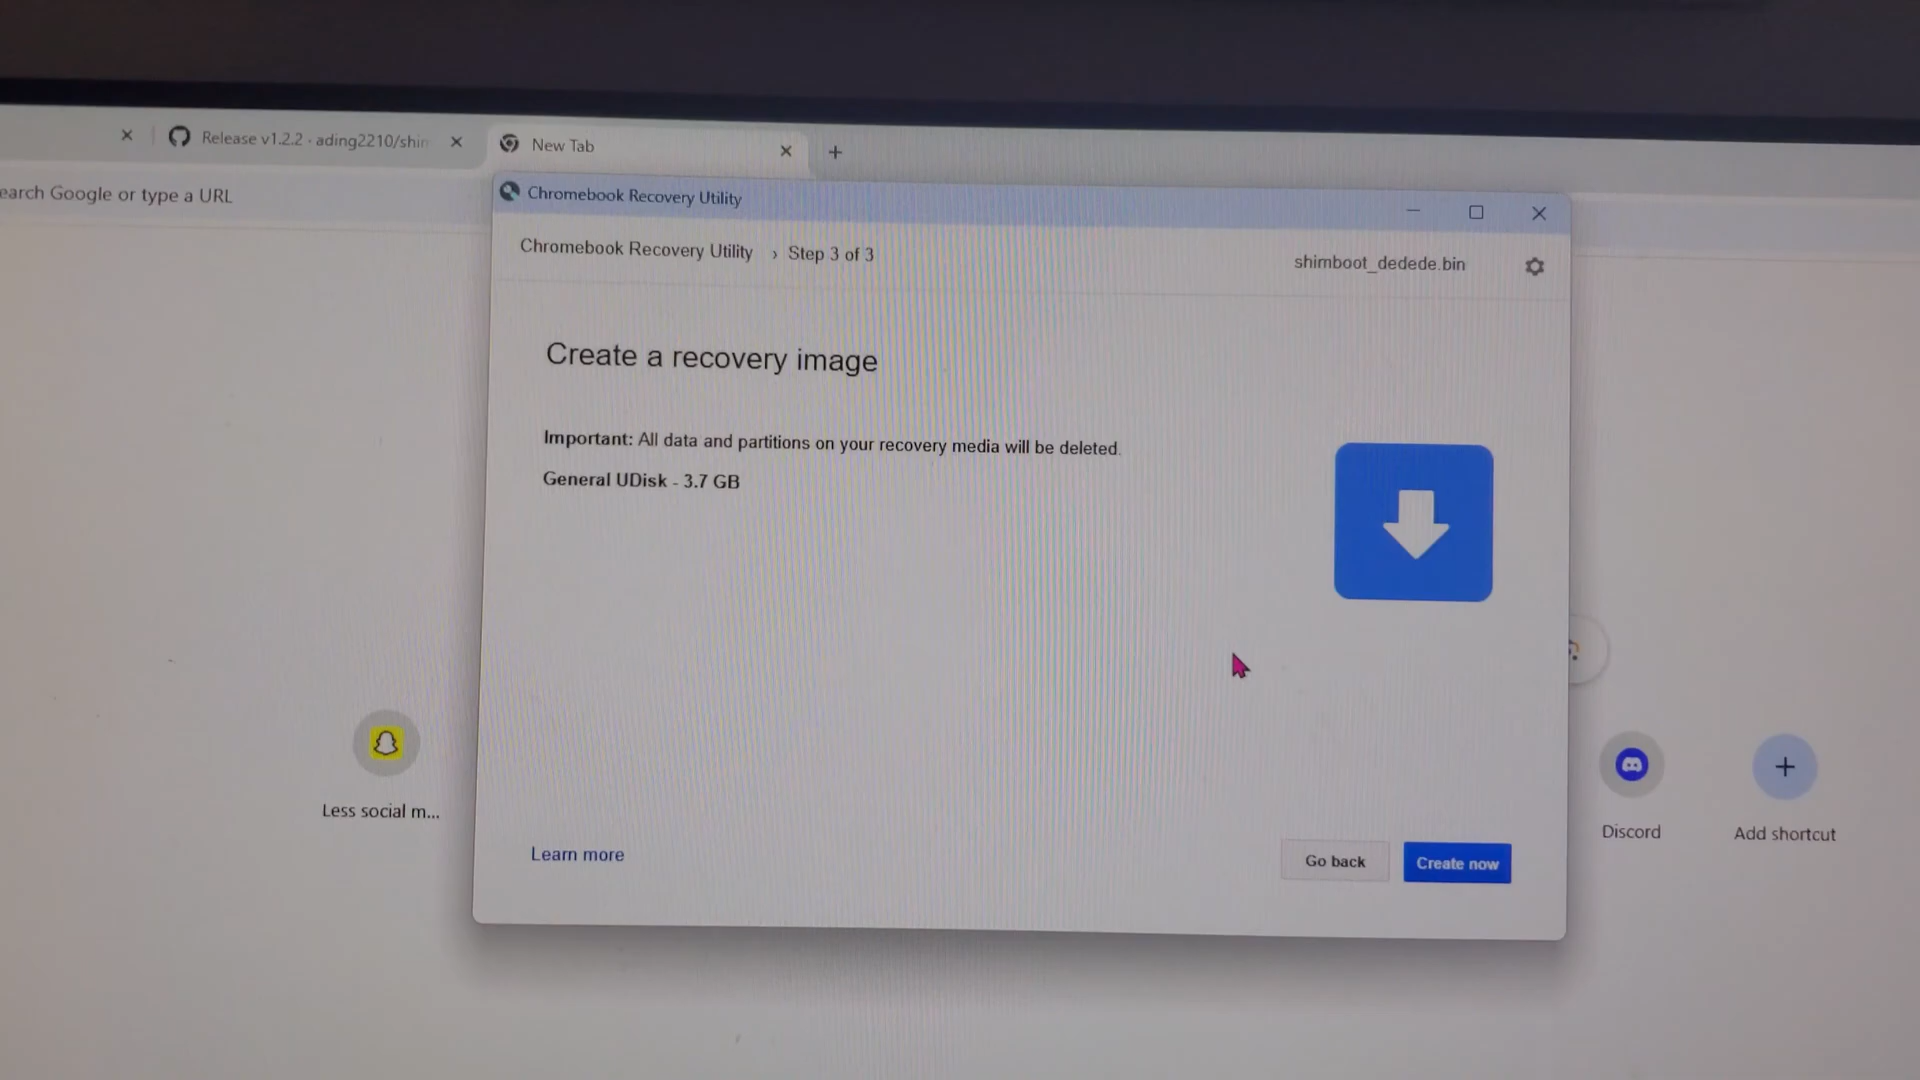 Release v1.2.2 · ading2210/shim
New Tab
earch Google or type a URL
Chromebook Recovery Utility
Chromebook Recovery Utility › Step 3 of 3
shimboot_dedede.bin
Create a recovery image
Important: All data and partitions on your recovery media will be deleted.
General UDisk - 3.7 GB
Less social m...
Discord
Add shortcut
Learn more
Go back
Create now